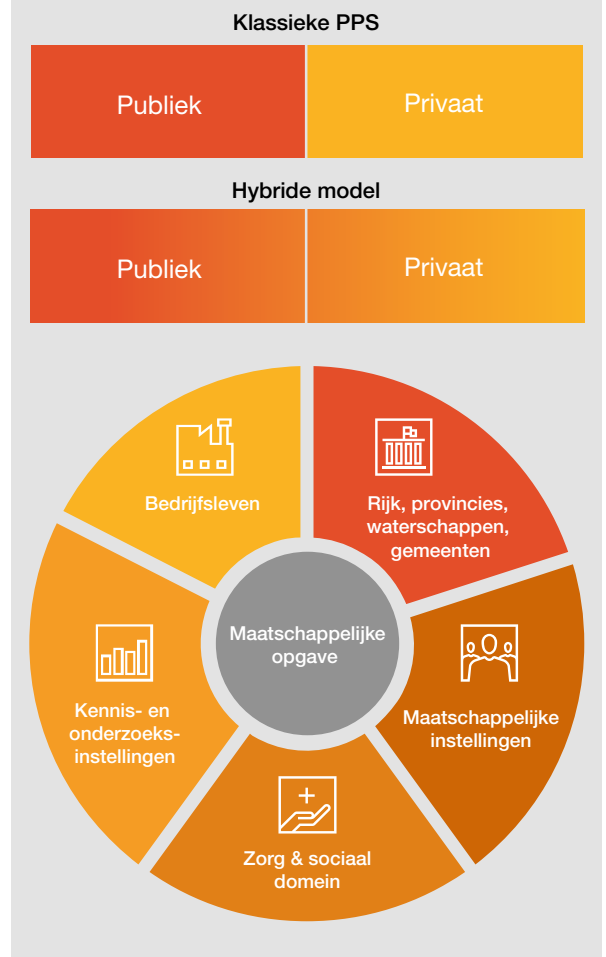 Klassieke PPS
Publiek
Privaat
Hybride model
Publiek
Privaat
Bedrijfsleven
Rijk, provincies,
waterschappen,
gemeenten
Maatschappelijke
opgave
Kennis- en
onderzoeks-
instellingen
Maatschappelijke
instellingen
Zorg & sociaal
domein